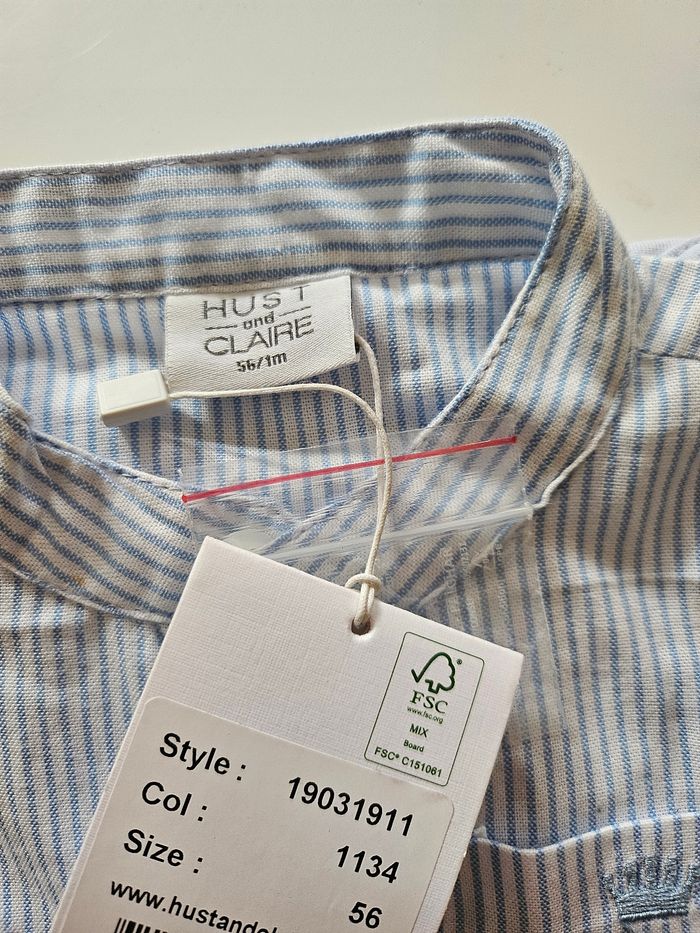 HUST
and
CLAIRE
56/1m
FSC
www.fsc.org
MIX
Board
FSC® C151061
Style : 19031911
Col : 1134
Size : 56